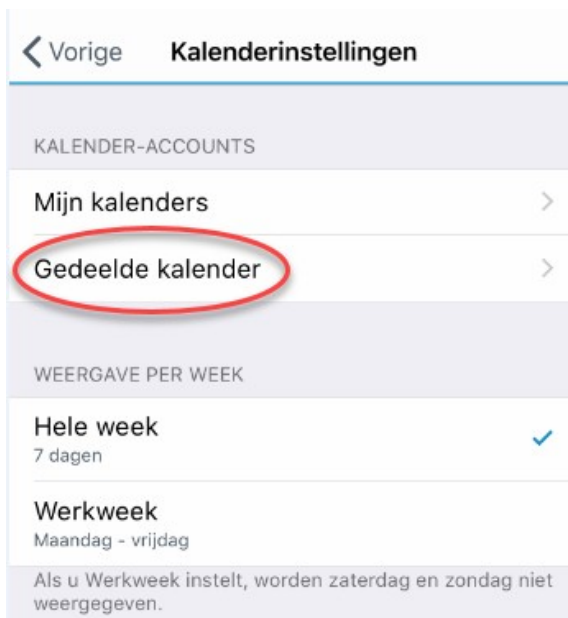 Vorige Kalenderinstellingen
KALENDER-ACCOUNTS
Mijn kalenders
Gedeelde kalender
WEERGAVE PER WEEK
Hele week
7 dagen
Werkweek
Maandag - vrijdag
Als u Werkweek instelt, worden zaterdag en zondag niet
weergegeven.